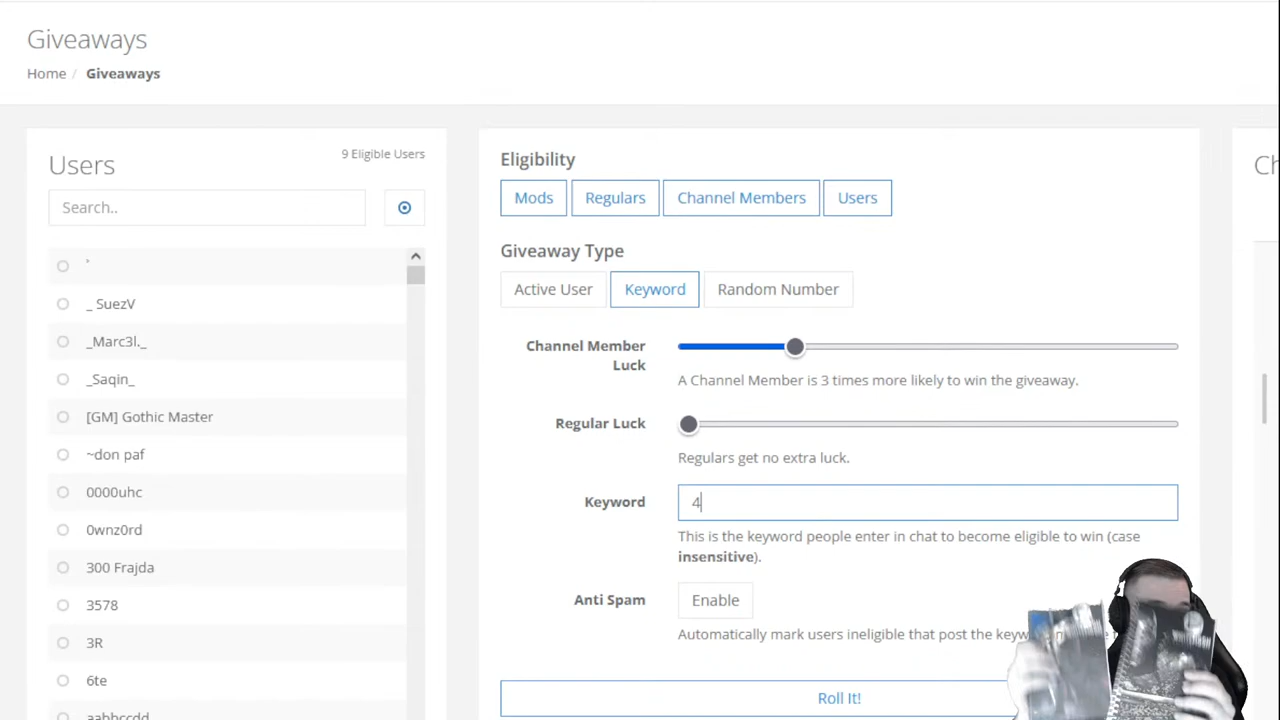 Giveaways
Home / Giveaways
Users
9 Eligible Users
Search..
`
_ SuezV
_Marc3l._
_Saqin_
[GM] Gothic Master
~don paf
0000uhc
0wnz0rd
300 Frajda
3578
3R
6te
aabbccdd
Eligibility
Mods Regulars Channel Members Users
Giveaway Type
Active User Keyword Random Number
Channel Member Luck
A Channel Member is 3 times more likely to win the giveaway.
Regular Luck
Regulars get no extra luck.
Keyword
4
This is the keyword people enter in chat to become eligible to win (case
insensitive).
Anti Spam
Enable
Automatically mark users ineligible that post the
Roll It!
Ch